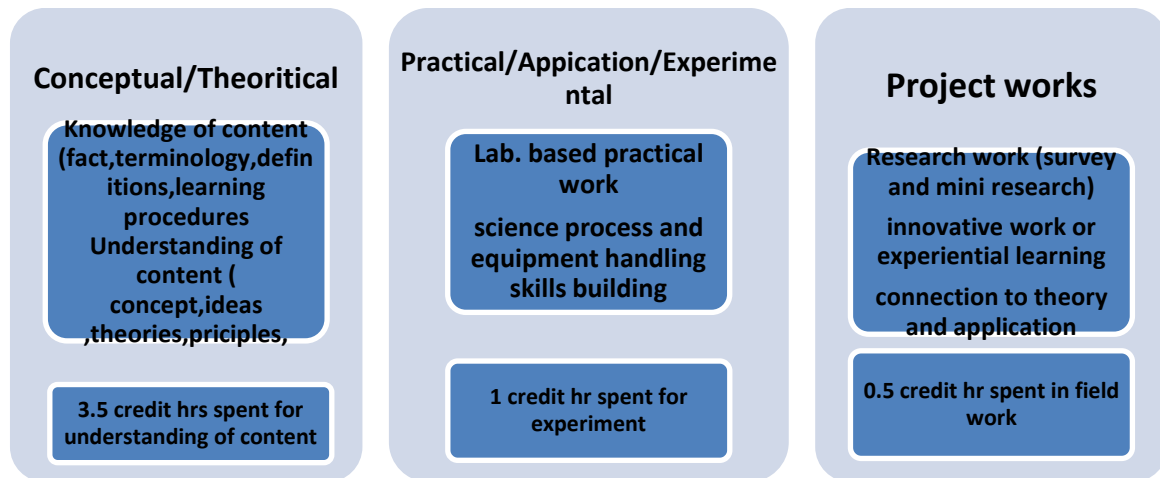 Conceptual/Theoritical
Knowledge of content
(fact,terminology,defin
itions,learning
procedures
Understanding of
content (
concept,ideas
,theories,priciples,
3.5 credit hrs spent for
understanding of content
Practical/Appication/Experime
ntal
Lab. based practical
work
science process and
equipment handling
skills building
1 credit hr spent for
experiment
Project works
Research work (survey
and mini research)
innovative work or
experiential learning
connection to theory
and application
0.5 credit hr spent in field
work